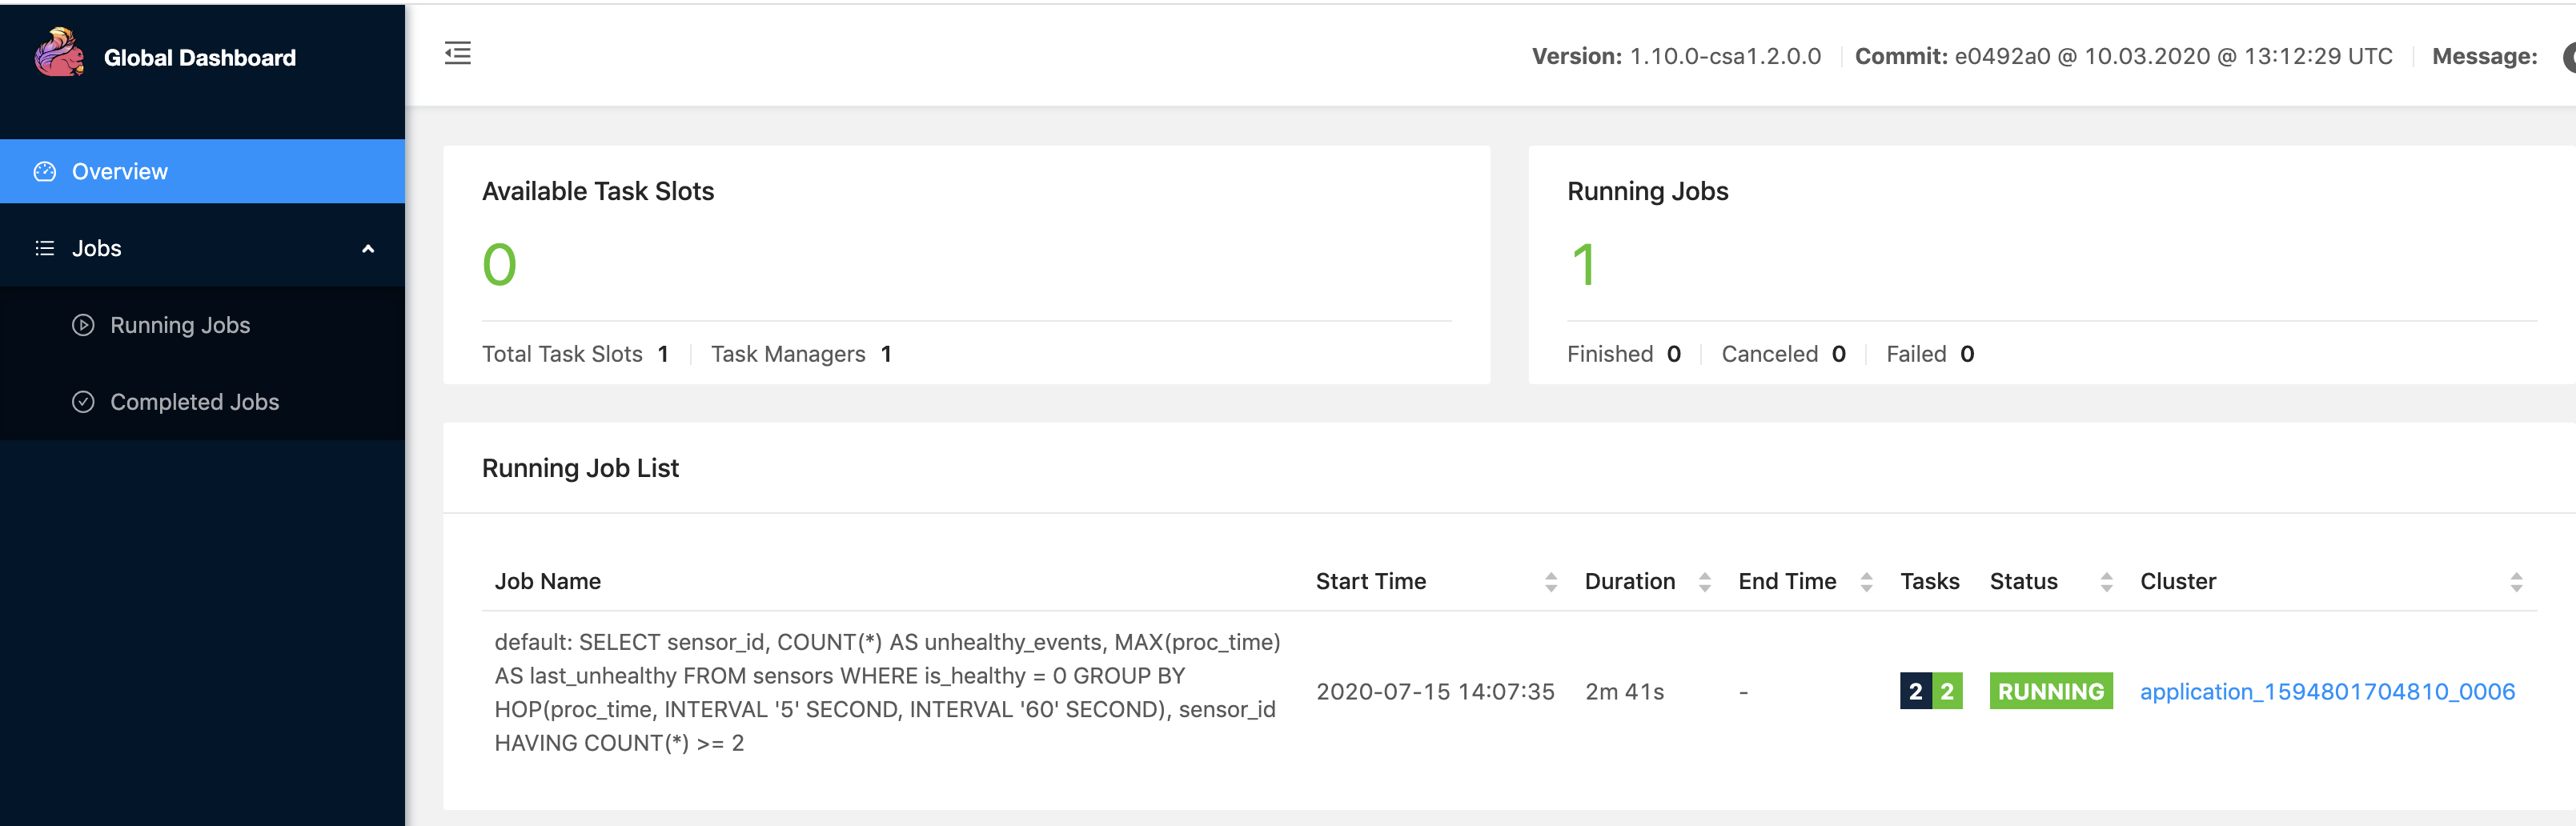 Global Dashboard
Overview
Jobs
Running Jobs
Completed Jobs
Version: 1.10.0-csa1.2.0.0 Commit: e0492a0 @ 10.03.2020 @ 13:12:29 UTC Message:
Available Task Slots
0
Total Task Slots 1 Task Managers 1
Running Jobs
1
Finished 0 Canceled 0 Failed 0
Running Job List
Job Name Start Time Duration End Time Tasks Status Cluster
default: SELECT sensor_id, COUNT(*) AS unhealthy_events, MAX(proc_time)
AS last_unhealthy FROM sensors WHERE is_healthy = 0 GROUP BY
HOP(proc_time, INTERVAL '5' SECOND, INTERVAL '60' SECOND), sensor_id
HAVING COUNT(*) >= 2
2020-07-15 14:07:35 2m 41s - 2 2 RUNNING application_1594801704810_0006